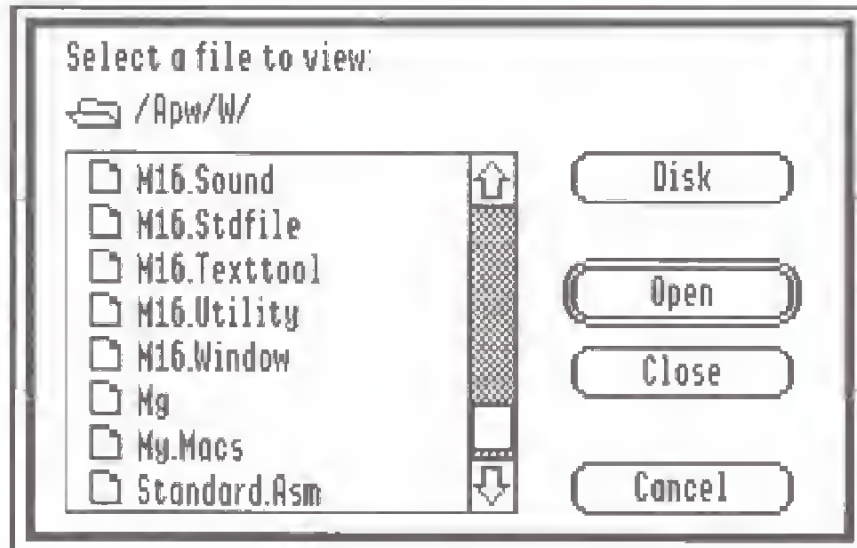 Select a file to view:
/Apw/W/
M16.Sound
M16.Stdfile
M16.Texttool
M16.Utility
M16.Window
Mg
My.Macs
Standard.Asm
Disk
Open
Close
Cancel